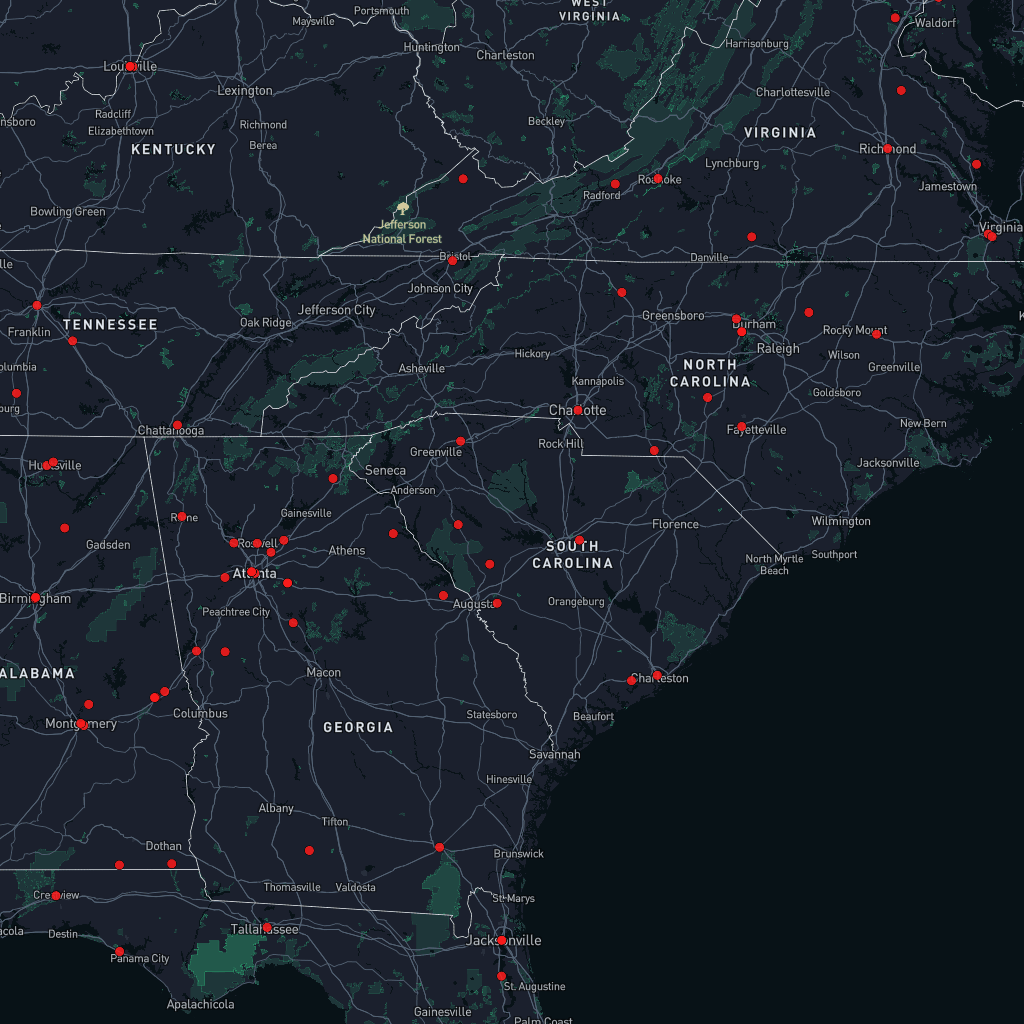 Portsmouth
Maysville
WEST
VIRGINIA
Waldorf
Huntington
Charleston
Harrisonburg
Louisville
Lexington
Charlottesville
Radcliff
nsboro
Elizabethtown
Richmond
Beckley
VIRGINIA
KENTUCKY
Berea
Richmond
Lynchburg
Roanoke
Jamestown
Radford
Bowling Green
Jefferson
National Forest
Virginia
Bristol
Danville
lle
Johnson City
Jefferson City
Greensboro
Oak Ridge
TENNESSEE
Durham
Franklin
Rocky Mount
Raleigh
Hickory
Wilson
olumbia
Asheville
NORTH
CAROLINA
Greenville
Kannapolis
Goldsboro
burg
Charlotte
New Bern
Chattanooga
Fayetteville
Rock Hill
Greenville
Huntsville
Seneca
Jacksonville
Anderson
Gainesville
Rome
Wilmington
Florence
Gadsden
Roswell
Athens
SOUTH
CAROLINA
Southport
North Myrtle
Beach
Atlanta
Birmingham
Augusta
Orangeburg
Peachtree City
ALABAMA
Macon
Charleston
Columbus
Statesboro
Beaufort
Montgomery
GEORGIA
Savannah
Hinesville
Albany
Tifton
Dothan
Brunswick
Thomasville
Valdosta
Crestview
St. Marys
acola
Destin
Tallahassee
Jacksonville
Panama City
St. Augustine
Apalachicola
Gainesville
Palm Coast